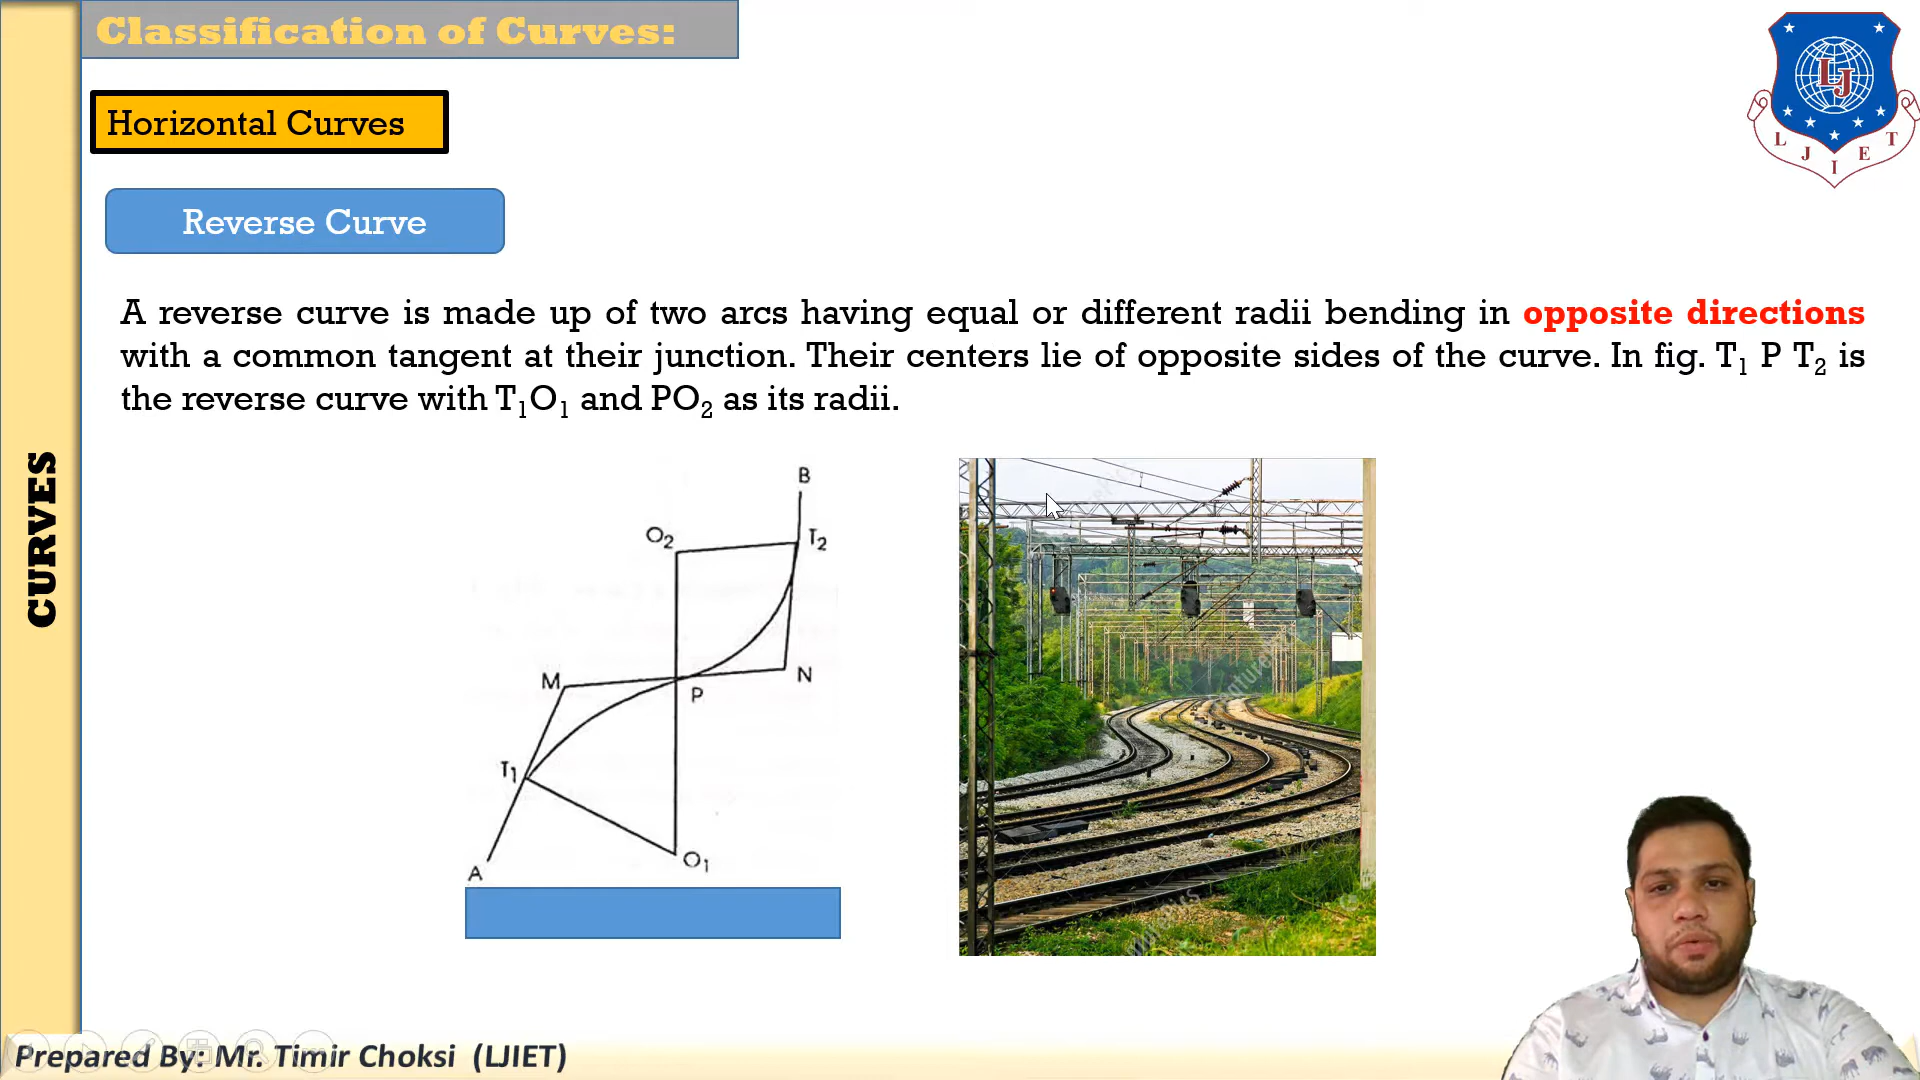 Classification of Curves:
Horizontal Curves
LJ
L J I E T
Reverse Curve
A reverse curve is made up of two arcs having equal or different radii bending in opposite directions
with a common tangent at their junction. Their centers lie of opposite sides of the curve. In fig. T1 P T2 is
the reverse curve with T1O1 and PO2 as its radii.
CURVES
B
O2
T2
M
N
P
T1
O1
A
Prepared By: Mr. Timir Choksi (LJIET)